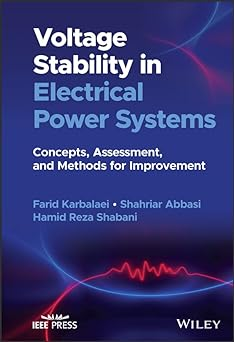 Voltage
Stability in
Electrical
Power Systems
Concepts, Assessment,
and Methods for Improvement
Farid Karbalaei • Shahriar Abbasi
Hamid Reza Shabani
IEEE PRESS
WILEY